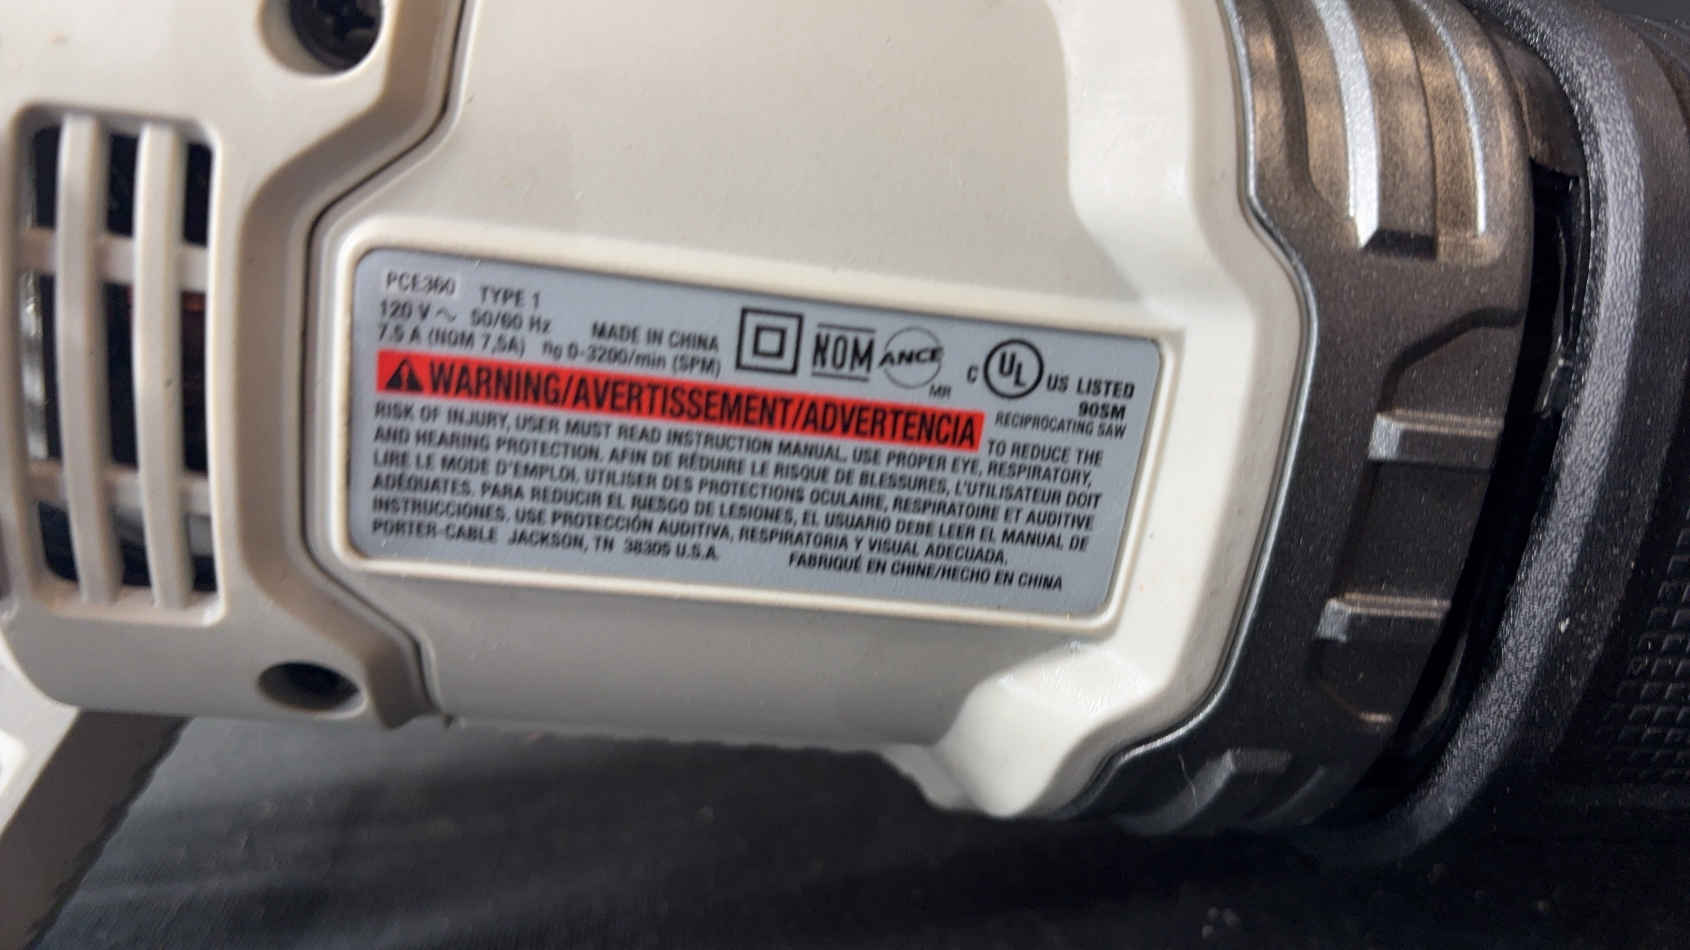 PCE360 TYPE 1
120 V ~ 50/60 Hz MADE IN CHINA
7.5 A (NOM 7,5A) n0 0-3200/min (SPM)
NOM ANCE MR
C UL US LISTED
90SM
RECIPROCATING SAW
WARNING/AVERTISSEMENT/ADVERTENCIA TO REDUCE THE
RISK OF INJURY, USER MUST READ INSTRUCTION MANUAL. USE PROPER EYE, RESPIRATORY,
AND HEARING PROTECTION. AFIN DE RÉDUIRE LE RISQUE DE BLESSURES, L'UTILISATEUR DOIT
LIRE LE MODE D'EMPLOI. UTILISER DES PROTECTIONS OCULAIRE, RESPIRATOIRE ET AUDITIVE
ADÉQUATES. PARA REDUCIR EL RIESGO DE LESIONES, EL USUARIO DEBE LEER EL MANUAL DE
INSTRUCCIONES. USE PROTECCIÓN AUDITIVA, RESPIRATORIA Y VISUAL ADECUADA.
PORTER-CABLE JACKSON, TN 38305 U.S.A. FABRIQUÉ EN CHINE/HECHO EN CHINA